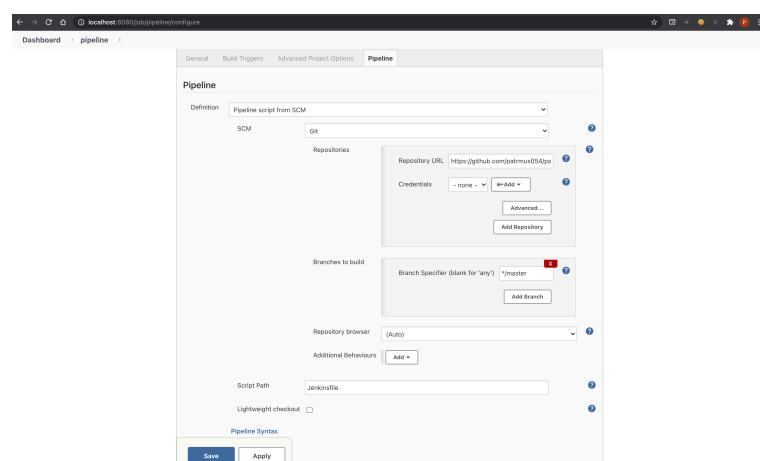 localhost:8080/job/pipeline/configure
Dashboard pipeline
General Build Triggers Advanced Project Options Pipeline
Pipeline
Definition Pipeline script from SCM
SCM Git
Repositories
Repository URL https://github.com/patrmus054/pa
Credentials - none - Add
Advanced...
Add Repository
Branches to build
X
Branch Specifier (blank for 'any') */master
Add Branch
Repository browser (Auto)
Additional Behaviours Add
Script Path Jenkinsfile
Lightweight checkout
Pipeline Syntax
Save Apply